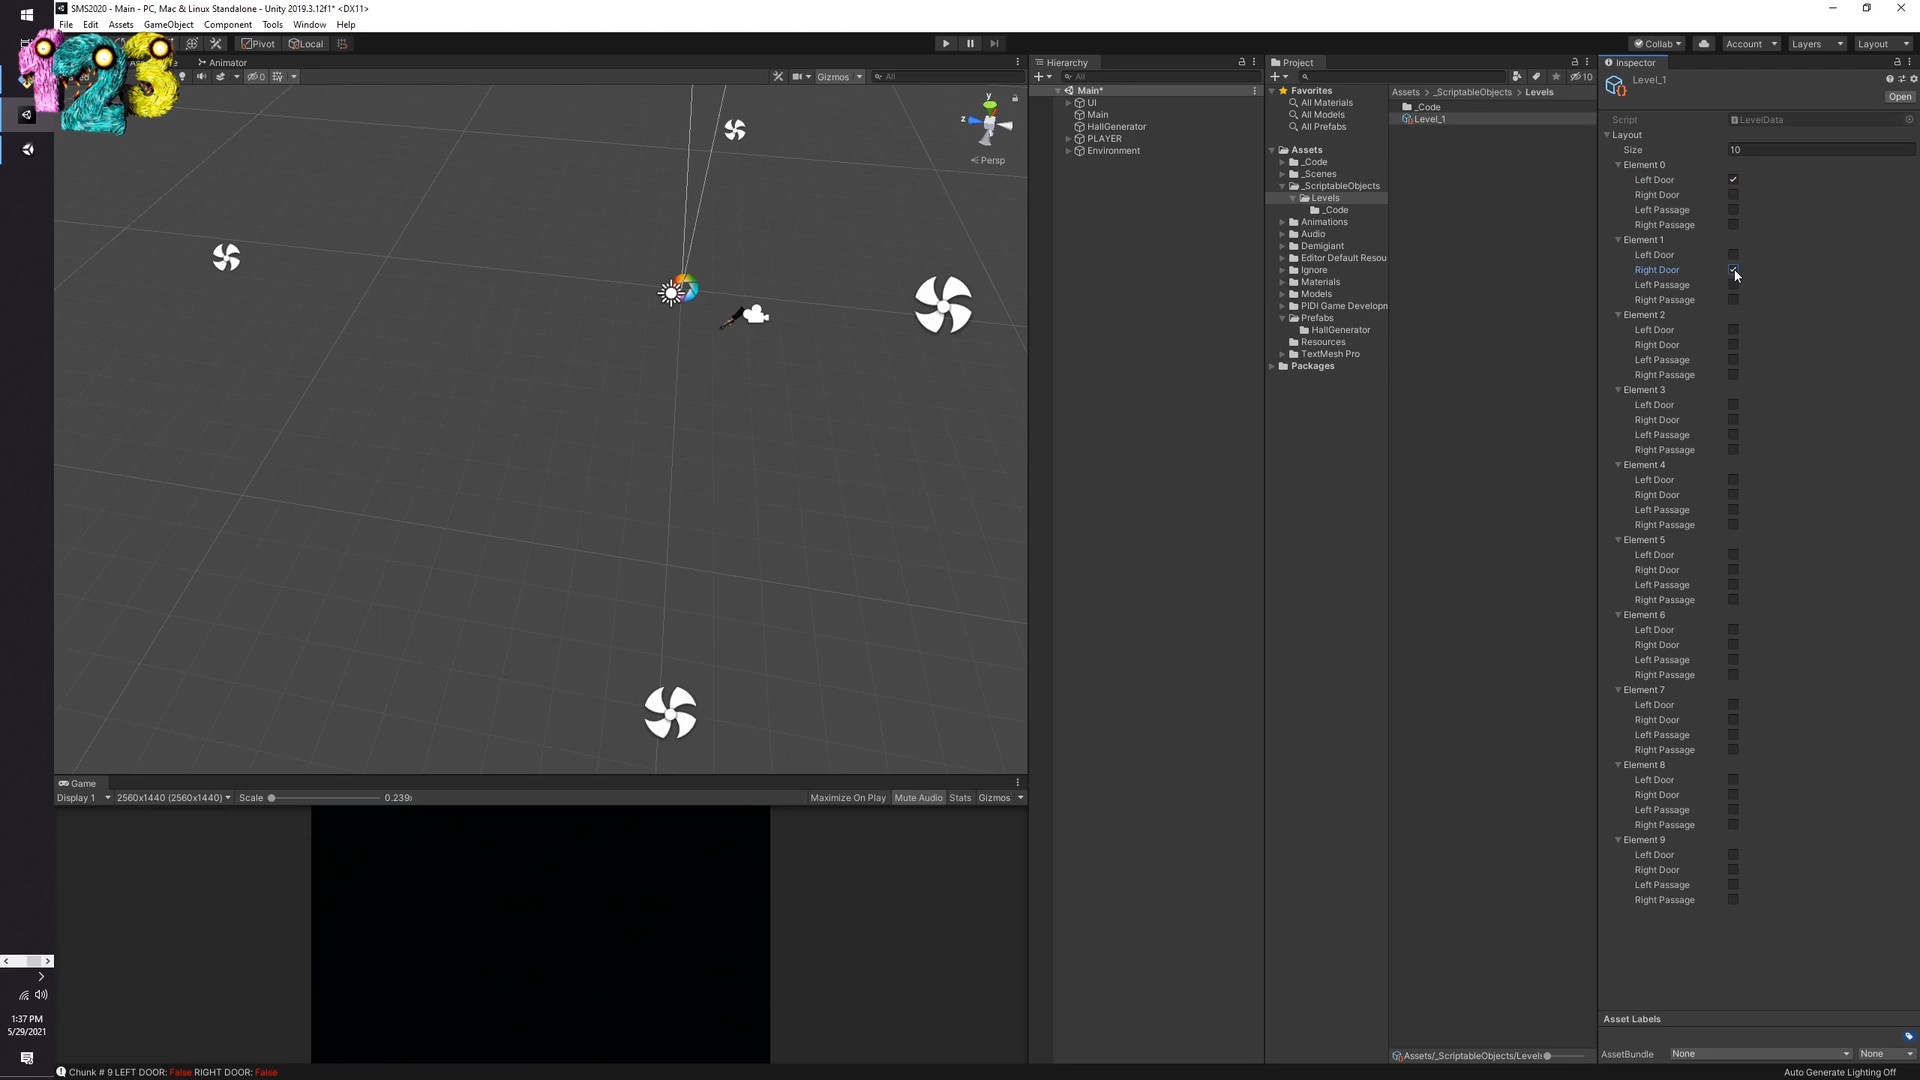 SMS2020 - Main - PC, Mac & Linux Standalone - Unity 2019.3.12f1* <DX11>
File Edit Assets GameObject Component Tools Window Help
123
Pivot Local
Collab Account Layers Layout
Animator
0
Gizmos All
y
z
Persp
Game
Display 1 2560x1440 (2560x1440) Scale 0.239
Maximize On Play Mute Audio Stats Gizmos
Hierarchy
All
Main*
UI
Main
HallGenerator
PLAYER
Environment
Project
10
Favorites
All Materials
All Models
All Prefabs
Assets
_Code
_Scenes
_ScriptableObjects
Levels
_Code
Animations
Audio
Demigiant
Editor Default Resou
Ignore
Materials
Models
PIDI Game Developn
Prefabs
HallGenerator
Resources
TextMesh Pro
Packages
Assets > _ScriptableObjects > Levels
_Code
Level_1
Assets/_ScriptableObjects/Level
Inspector
Level_1
Open
Script LevelData
Layout
Size 10
Element 0
Left Door
Right Door
Left Passage
Right Passage
Element 1
Left Door
Right Door
Left Passage
Right Passage
Element 2
Left Door
Right Door
Left Passage
Right Passage
Element 3
Left Door
Right Door
Left Passage
Right Passage
Element 4
Left Door
Right Door
Left Passage
Right Passage
Element 5
Left Door
Right Door
Left Passage
Right Passage
Element 6
Left Door
Right Door
Left Passage
Right Passage
Element 7
Left Door
Right Door
Left Passage
Right Passage
Element 8
Left Door
Right Door
Left Passage
Right Passage
Element 9
Left Door
Right Door
Left Passage
Right Passage
Asset Labels
AssetBundle None None
Auto Generate Lighting Off
1:37 PM
5/29/2021
Chunk # 9 LEFT DOOR: False RIGHT DOOR: False